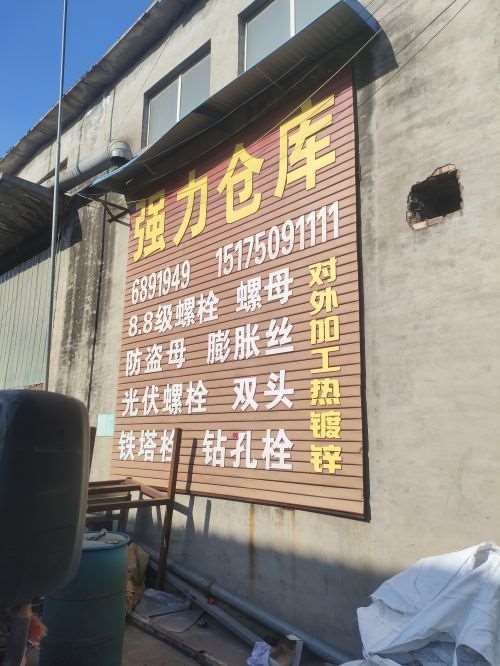 强力仓库
6891949 15175091111
8.8级螺栓 螺母
防盗母 膨胀丝
光伏螺栓 双头
铁塔栓 钻孔栓
对外加工热镀锌